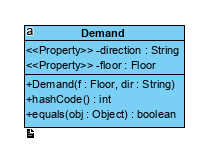 a
Demand
<<Property>> -direction : String
<<Property>> -floor : Floor
+Demand(f : Floor, dir : String)
+hashCode() : int
+equals(obj : Object) : boolean